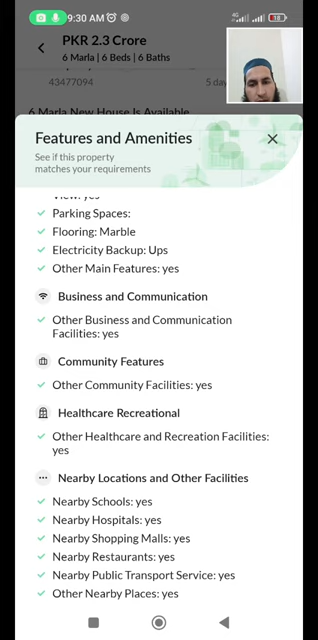 9:30 AM
4G
18
PKR 2.3 Crore
6 Marla | 6 Beds | 6 Baths
43477094
5 day
6 Marla New House Is Available
Features and Amenities
See if this property
matches your requirements
View: yes
Parking Spaces:
Flooring: Marble
Electricity Backup: Ups
Other Main Features: yes
Business and Communication
Other Business and Communication
Facilities: yes
Community Features
Other Community Facilities: yes
Healthcare Recreational
Other Healthcare and Recreation Facilities:
yes
Nearby Locations and Other Facilities
Nearby Schools: yes
Nearby Hospitals: yes
Nearby Shopping Malls: yes
Nearby Restaurants: yes
Nearby Public Transport Service: yes
Other Nearby Places: yes